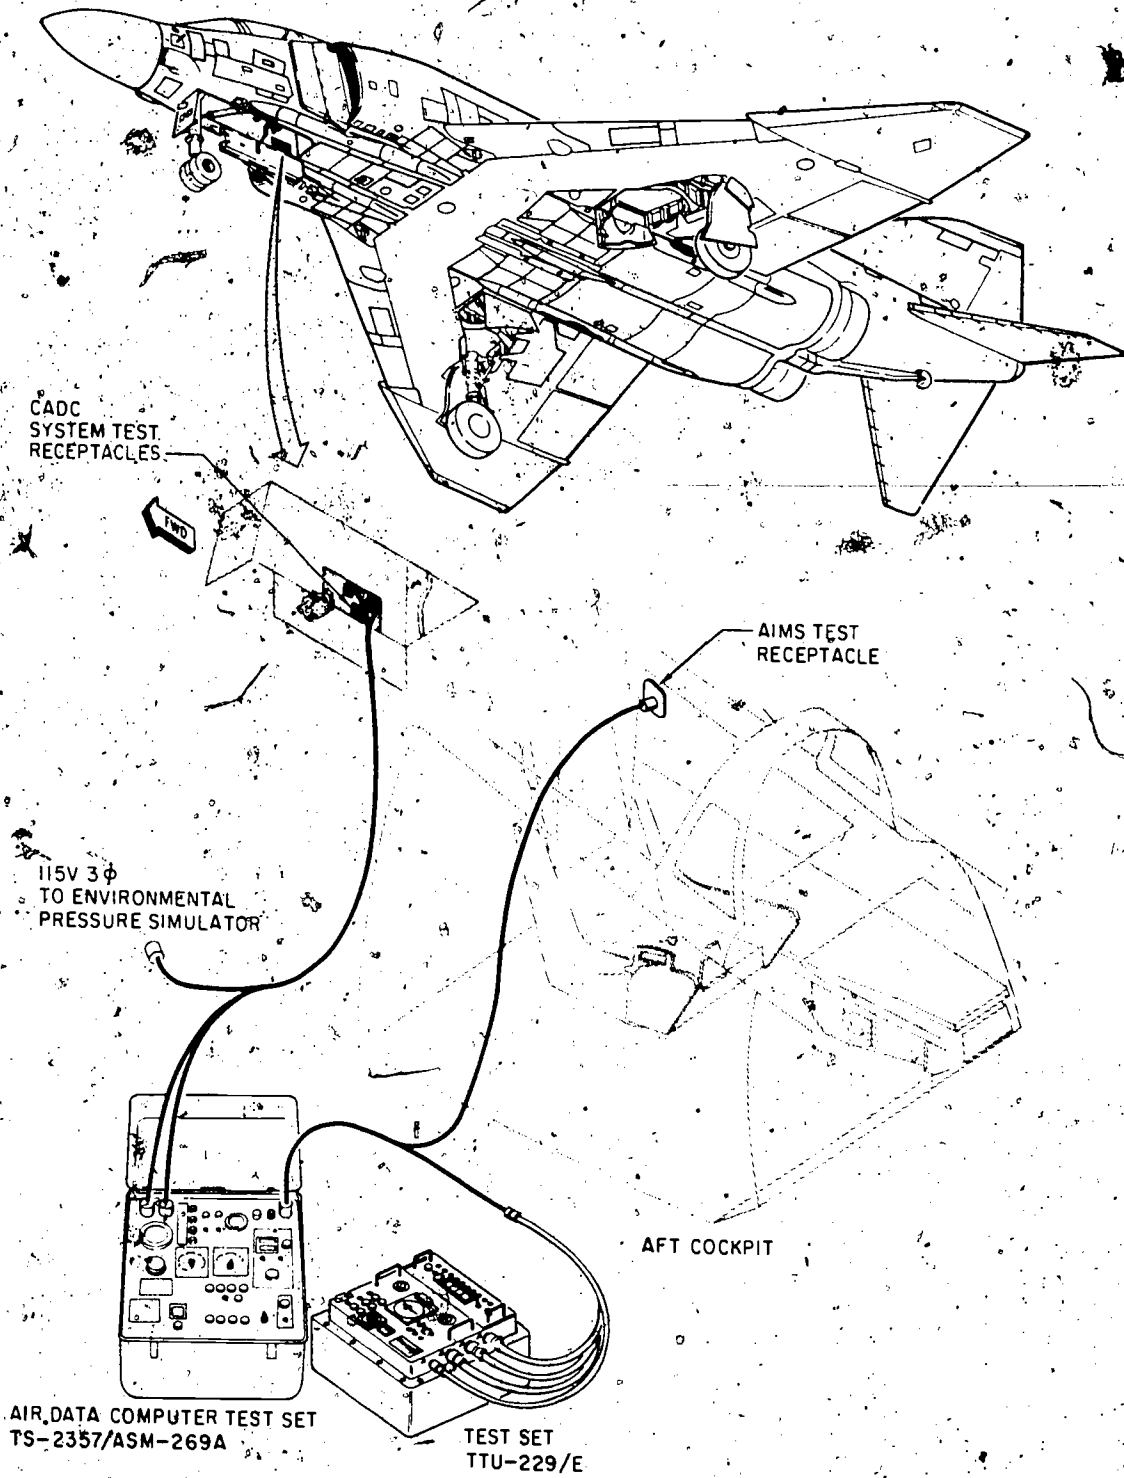 CADC
SYSTEM TEST
RECEPTACLES
FWD
AIMS TEST
RECEPTACLE
115V 3φ
TO ENVIRONMENTAL
PRESSURE SIMULATOR
AFT COCKPIT
AIR DATA COMPUTER TEST SET
TS-2357/ASM-269A
TEST SET
TTU-229/E